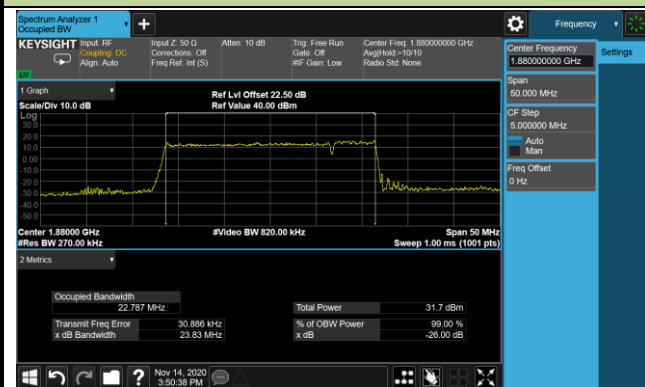 Spectrum Analyzer 1
Occupied BW
Frequency
KEYSIGHT
Input: RF
Coupling: DC
Align: Auto
Input Z: 50 Ω
Corrections: Off
Freq Ref: Int (S)
Atten: 10 dB
Trig: Free Run
Gate: Off
#IF Gain: Low
Center Freq: 1.880000000 GHz
Avg|Hold:>10/10
Radio Std: None
Center Frequency
1.880000000 GHz
Settings
Span
50.000 MHz
CF Step
5.000000 MHz
Auto
Man
Freq Offset
0 Hz
1 Graph
Scale/Div 10.0 dB
Ref Lvl Offset 22.50 dB
Ref Value 40.00 dBm
Log
30.0
20.0
10.0
0.00
-10.0
-20.0
-30.0
-40.0
-50.0
Center 1.88000 GHz
#Video BW 820.00 kHz
Span 50 MHz
#Res BW 270.00 kHz
Sweep 1.00 ms (1001 pts)
2 Metrics
Occupied Bandwidth
22.787 MHz
Total Power 31.7 dBm
Transmit Freq Error 30.886 kHz
% of OBW Power 99.00 %
x dB Bandwidth 23.83 MHz
x dB -26.00 dB
?
Nov 14, 2020
3:50:38 PM